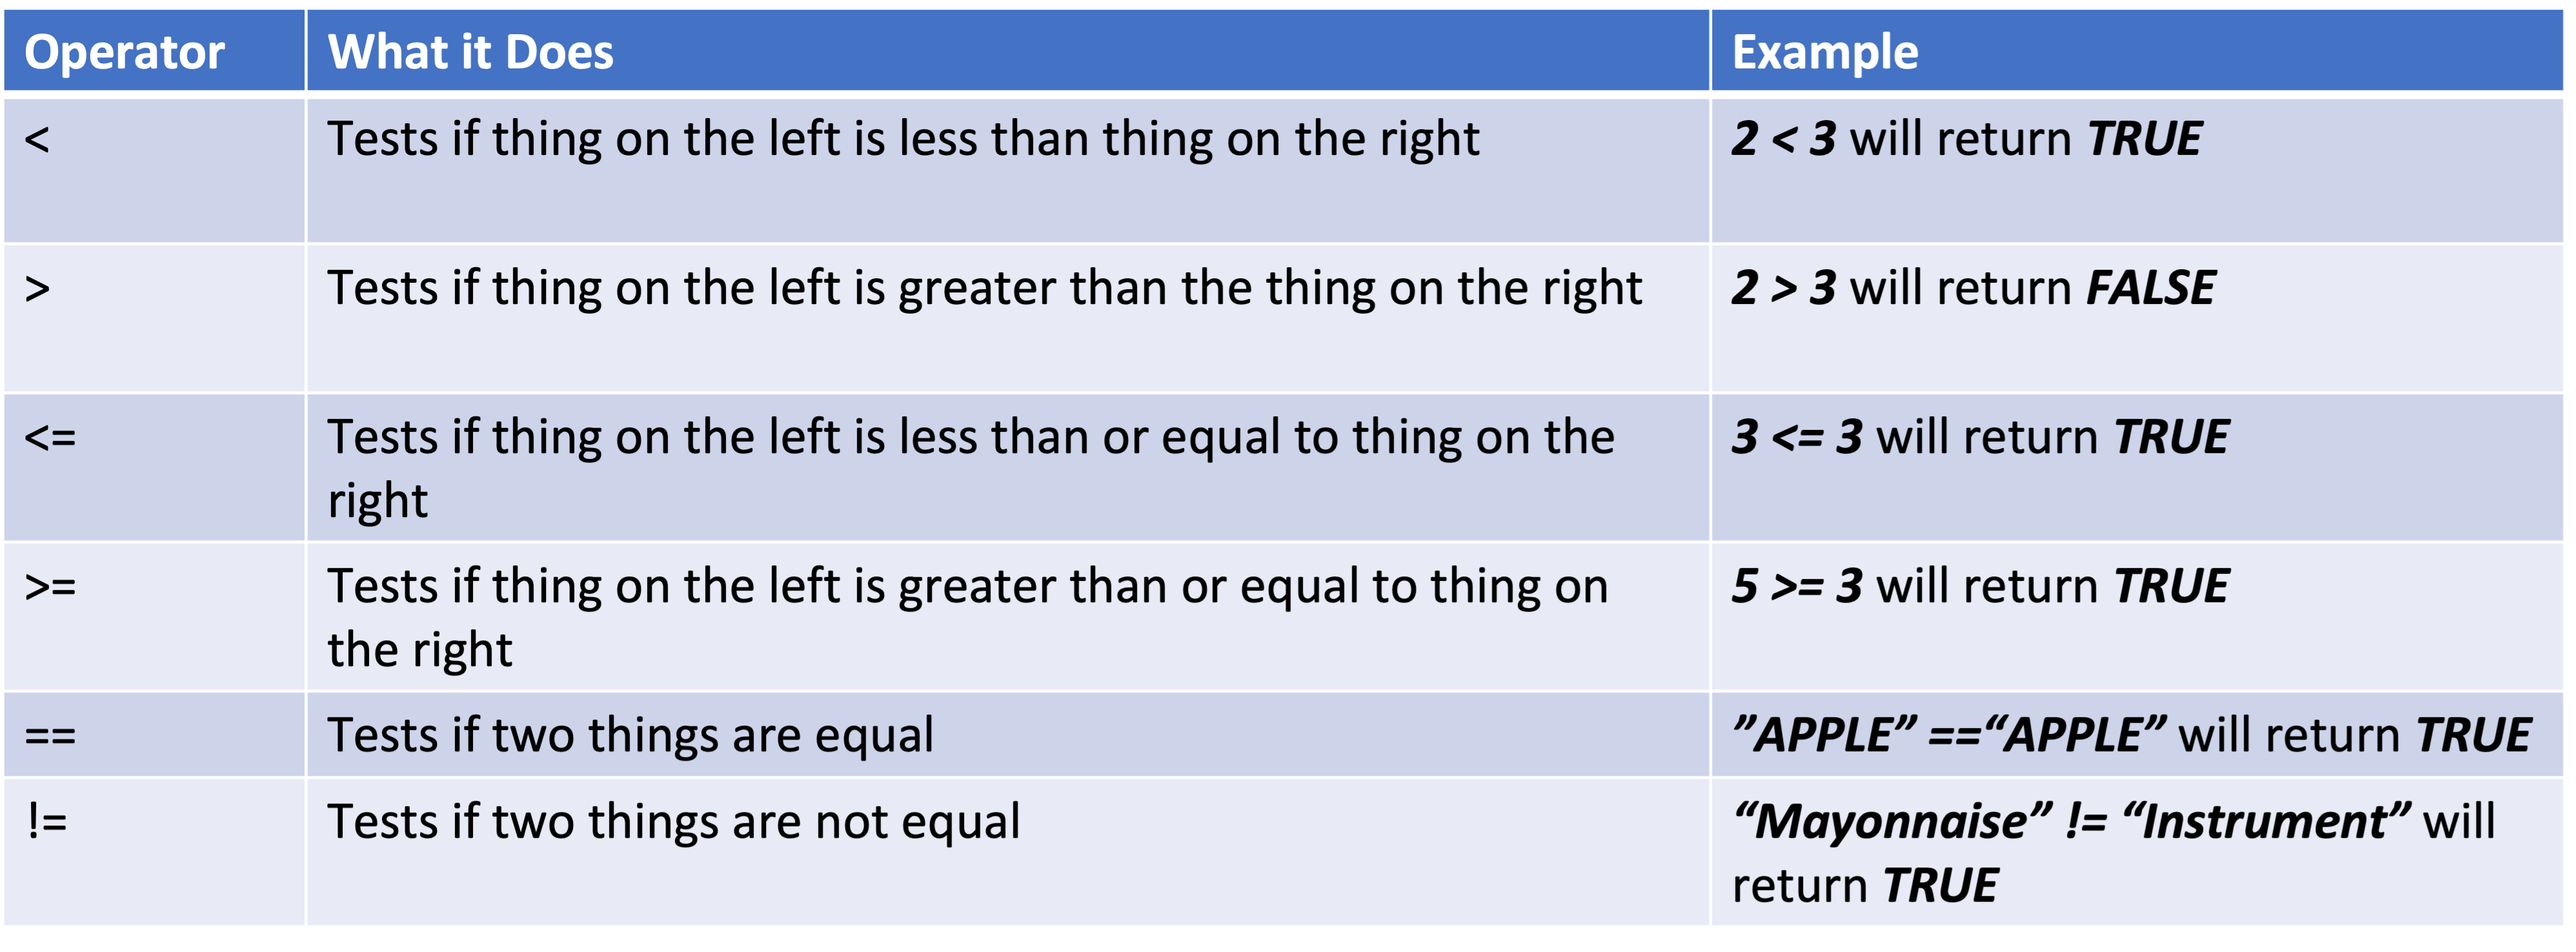 Operator What it Does Example
< Tests if thing on the left is less than thing on the right 2 < 3 will return TRUE
> Tests if thing on the left is greater than the thing on the right 2 > 3 will return FALSE
<= Tests if thing on the left is less than or equal to thing on the 3 <= 3 will return TRUE
right
>= Tests if thing on the left is greater than or equal to thing on 5 >= 3 will return TRUE
the right
== Tests if two things are equal ”APPLE” ==“APPLE” will return TRUE
!= Tests if two things are not equal “Mayonnaise” != “Instrument” will
return TRUE